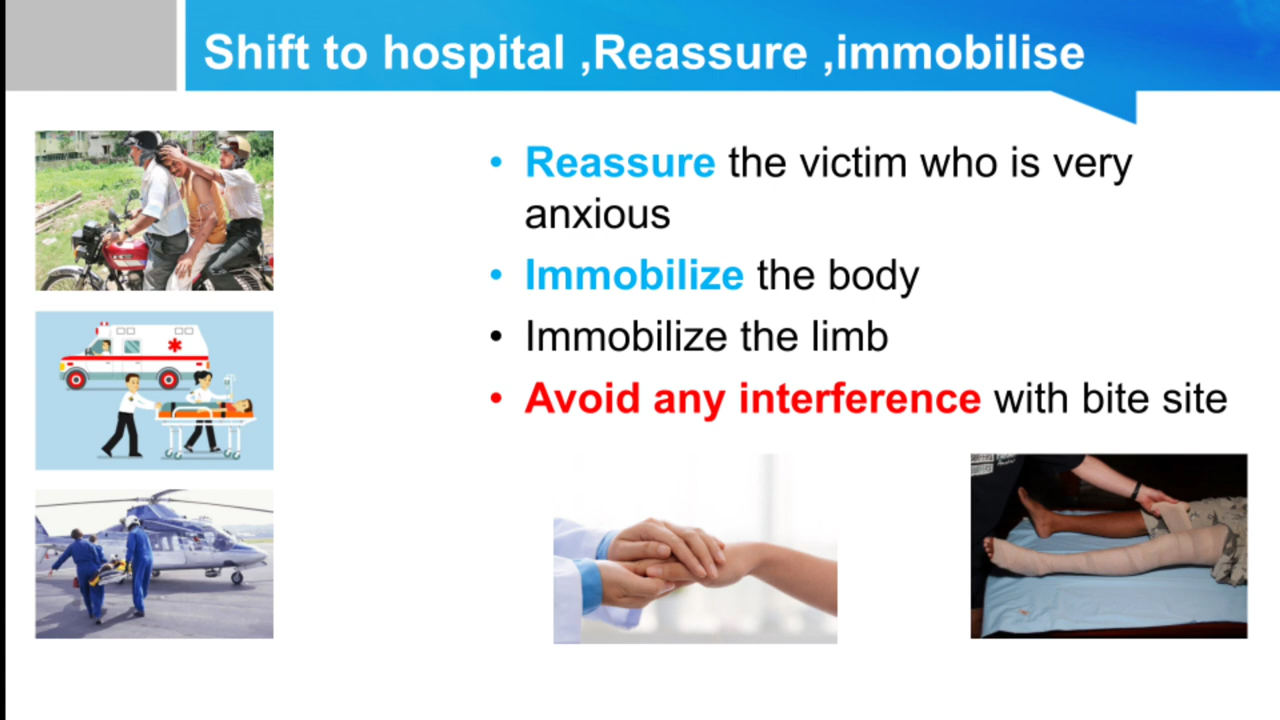 Shift to hospital ,Reassure ,immobilise
• Reassure the victim who is very
anxious
• Immobilize the body
• Immobilize the limb
• Avoid any interference with bite site